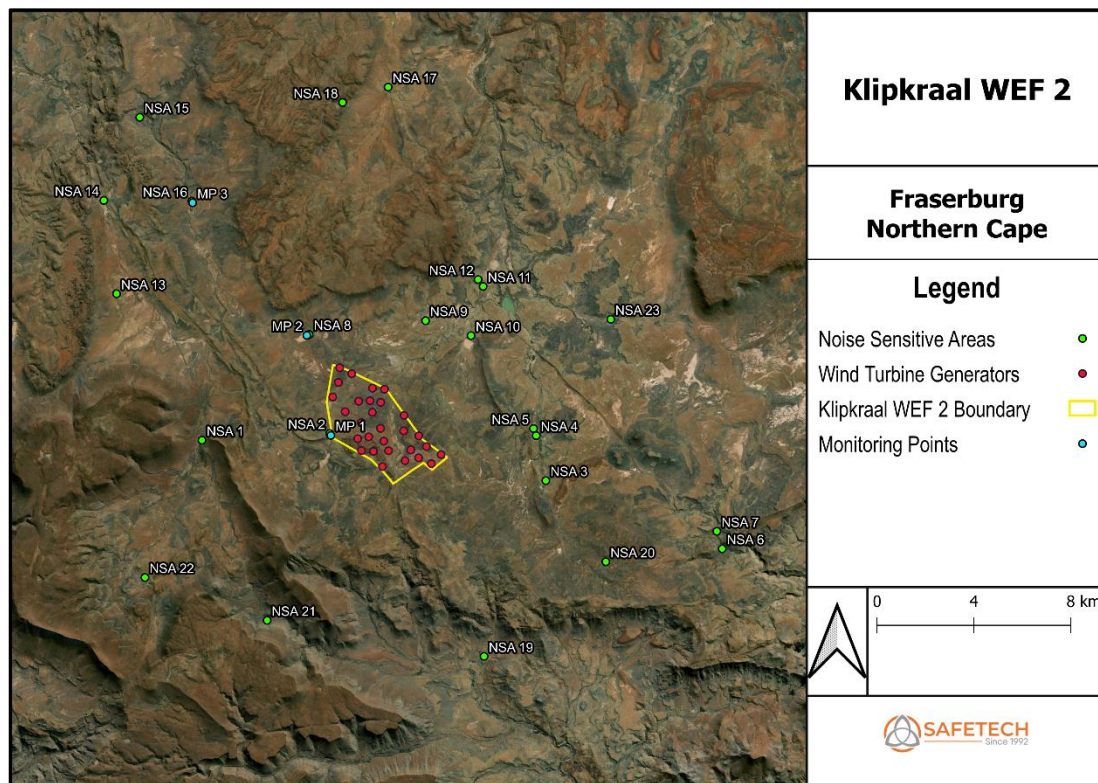 NSA 17
NSA 18
NSA 15
NSA 14
NSA 16
MP 3
NSA 13
NSA 12
NSA 11
NSA 9
NSA 23
MP 2
NSA 8
NSA 10
NSA 5
NSA 4
NSA 2
MP 1
NSA 1
NSA 3
NSA 7
NSA 6
NSA 20
NSA 22
NSA 21
NSA 19
Klipkraal WEF 2
Fraserburg
Northern Cape
Legend
Noise Sensitive Areas
Wind Turbine Generators
Klipkraal WEF 2 Boundary
Monitoring Points
0 4 8 km
SAFETECH
Since 1992